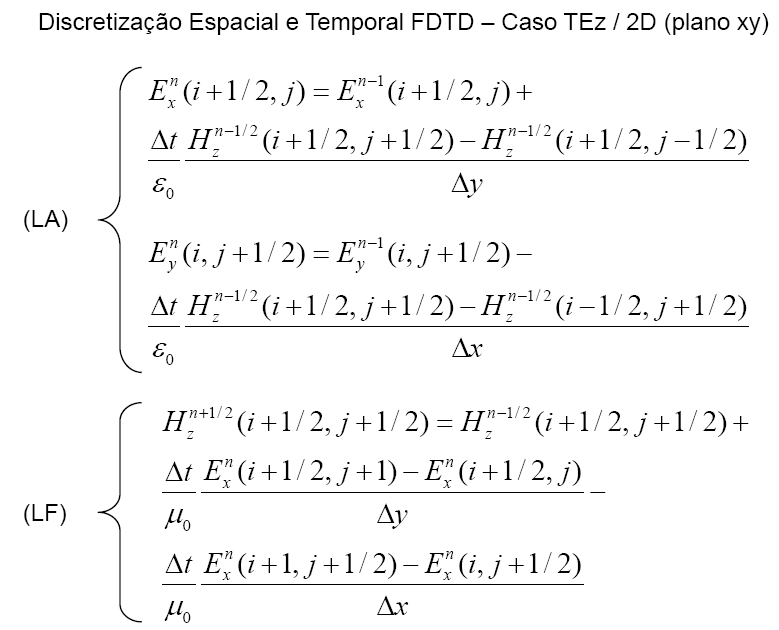 Discretização Espacial e Temporal FDTD – Caso TEz / 2D (plano xy)
(LA)
E_x^n(i+1/2, j) = E_x^{n−1}(i+1/2, j) +
Δt/ε_0 (H_z^{n−1/2}(i+1/2, j+1/2) − H_z^{n−1/2}(i+1/2, j−1/2))/Δy
E_y^n(i, j+1/2) = E_y^{n−1}(i, j+1/2) −
Δt/ε_0 (H_z^{n−1/2}(i+1/2, j+1/2) − H_z^{n−1/2}(i−1/2, j+1/2))/Δx
(LF)
H_z^{n+1/2}(i+1/2, j+1/2) = H_z^{n−1/2}(i+1/2, j+1/2) +
Δt/μ_0 (E_x^n(i+1/2, j+1) − E_x^n(i+1/2, j))/Δy −
Δt/μ_0 (E_x^n(i+1, j+1/2) − E_x^n(i, j+1/2))/Δx